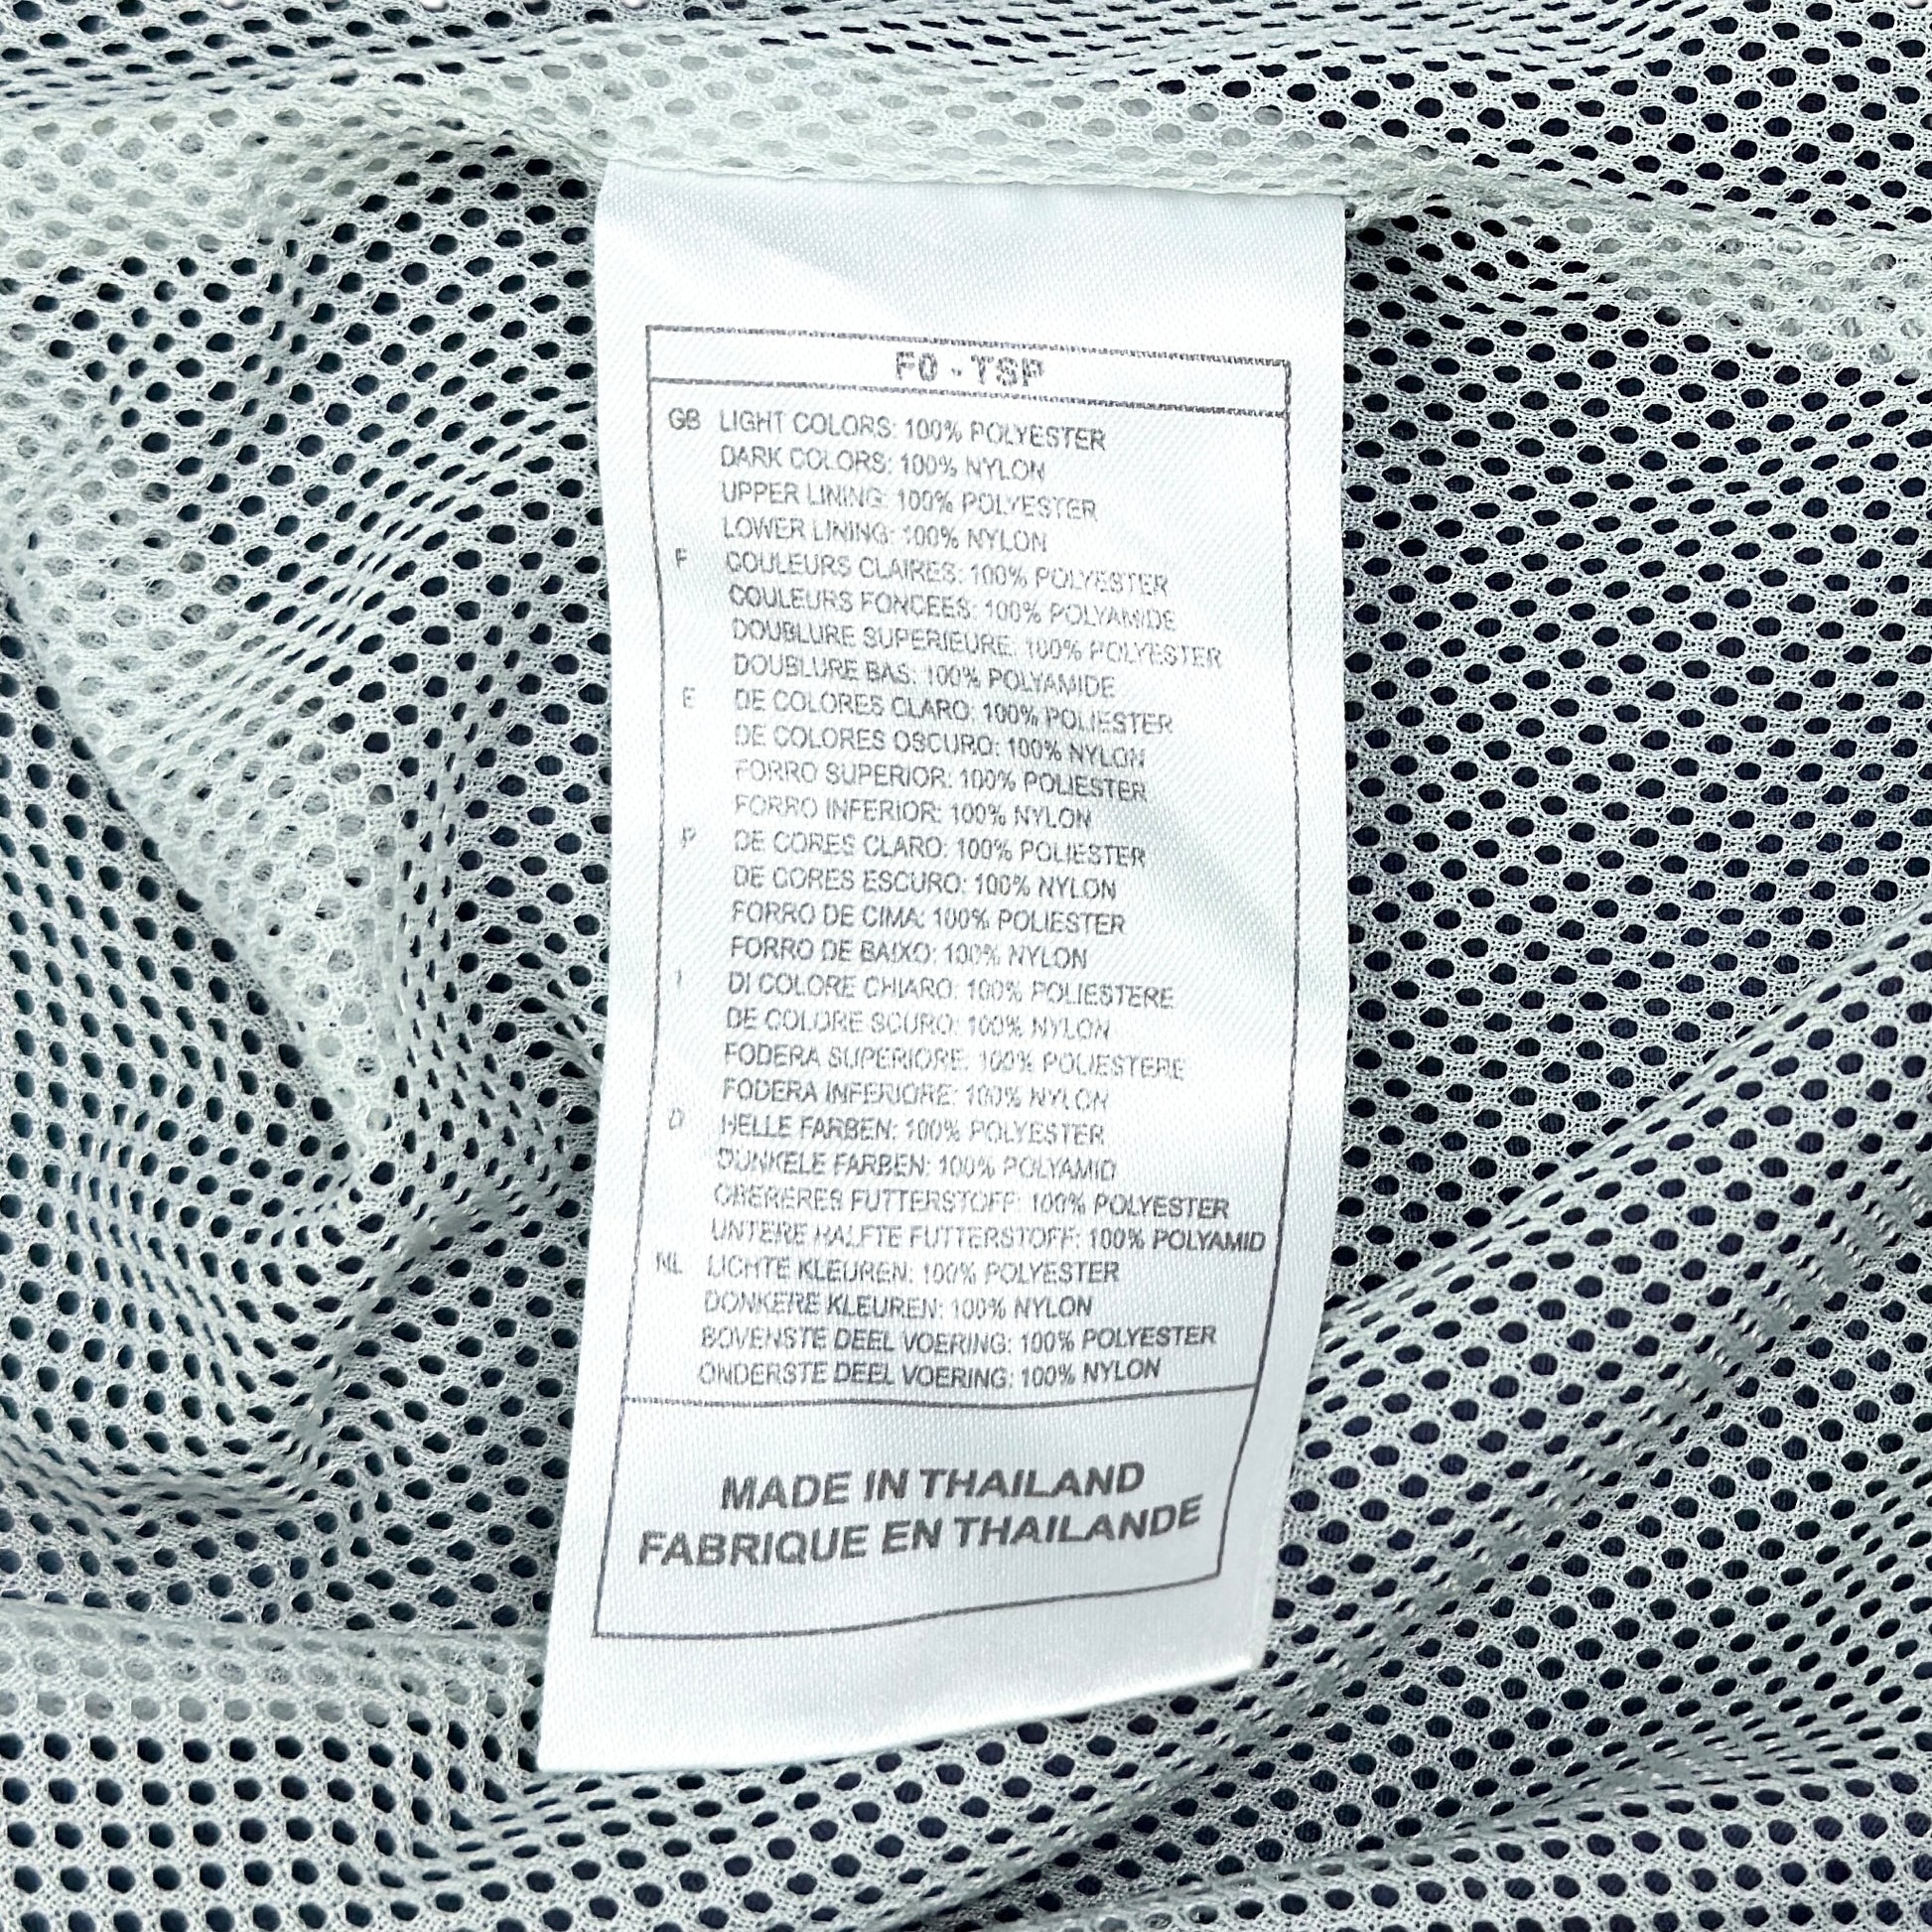 F0 - TSP
GB LIGHT COLORS: 100% POLYESTER
DARK COLORS: 100% NYLON
UPPER LINING: 100% POLYESTER
LOWER LINING: 100% NYLON
F COULEURS CLAIRES: 100% POLYESTER
COULEURS FONCEES: 100% POLYAMIDE
DOUBLURE SUPERIEURE: 100% POLYESTER
DOUBLURE BAS: 100% POLYAMIDE
E DE COLORES CLARO: 100% POLIESTER
DE COLORES OSCURO: 100% NYLON
FORRO SUPERIOR: 100% POLIESTER
FORRO INFERIOR: 100% NYLON
P DE CORES CLARO: 100% POLIESTER
DE CORES ESCURO: 100% NYLON
FORRO DE CIMA: 100% POLIESTER
FORRO DE BAIXO: 100% NYLON
I DI COLORE CHIARO: 100% POLIESTERE
DE COLORE SCURO: 100% NYLON
FODERA SUPERIORE: 100% POLIESTERE
FODERA INFERIORE: 100% NYLON
D HELLE FARBEN: 100% POLYESTER
DUNKELE FARBEN: 100% POLYAMID
OBERERES FUTTERSTOFF: 100% POLYESTER
UNTERE HALFTE FUTTERSTOFF: 100% POLYAMID
NL LICHTE KLEUREN: 100% POLYESTER
DONKERE KLEUREN: 100% NYLON
BOVENSTE DEEL VOERING: 100% POLYESTER
ONDERSTE DEEL VOERING: 100% NYLON
MADE IN THAILAND
FABRIQUE EN THAILANDE